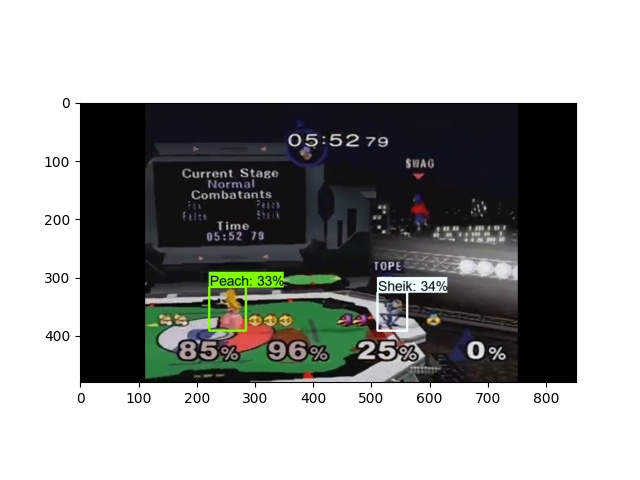 05:52 79
$WAG
Current Stage
Normal
Combatants
Fox Peach
Falco Sheik
Time
05 52 79
TOPE
Peach: 33%
Sheik: 34%
85% 96% 25% 0%
0
100
200
300
400
0 100 200 300 400 500 600 700 800